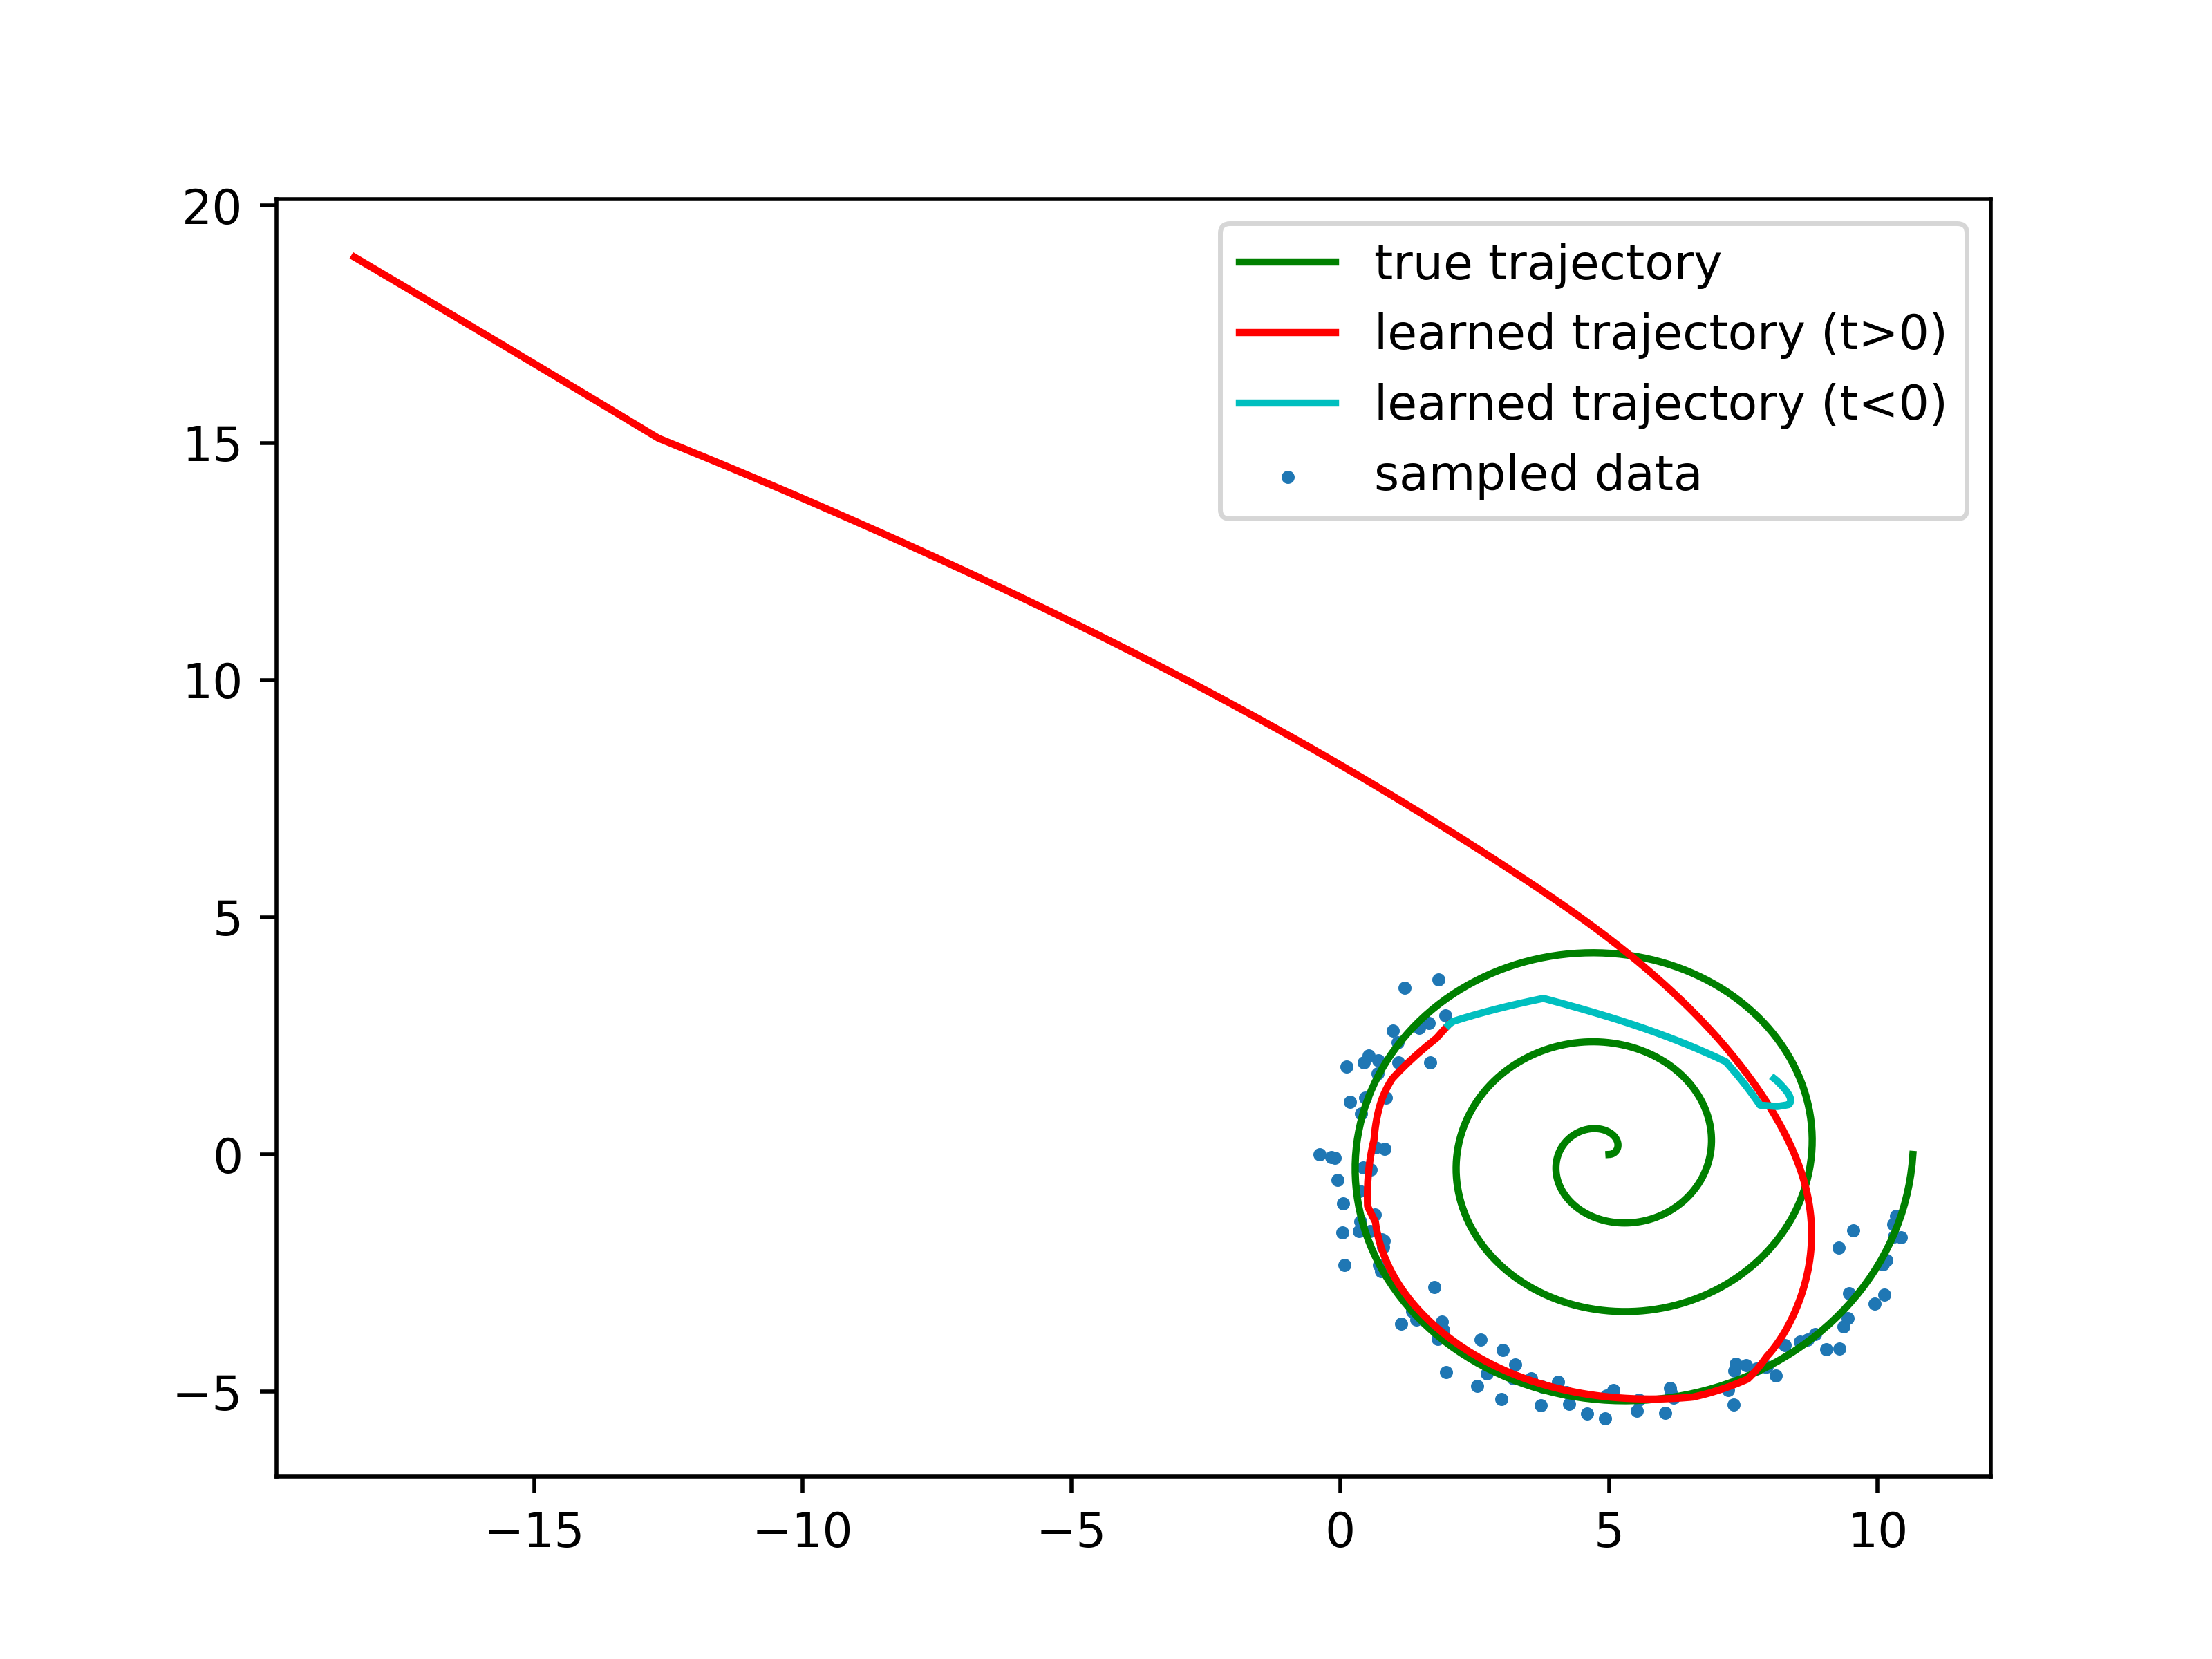 20
15
10
5
0
−5
−15 −10 −5 0 5 10
true trajectory
learned trajectory (t>0)
learned trajectory (t<0)
sampled data